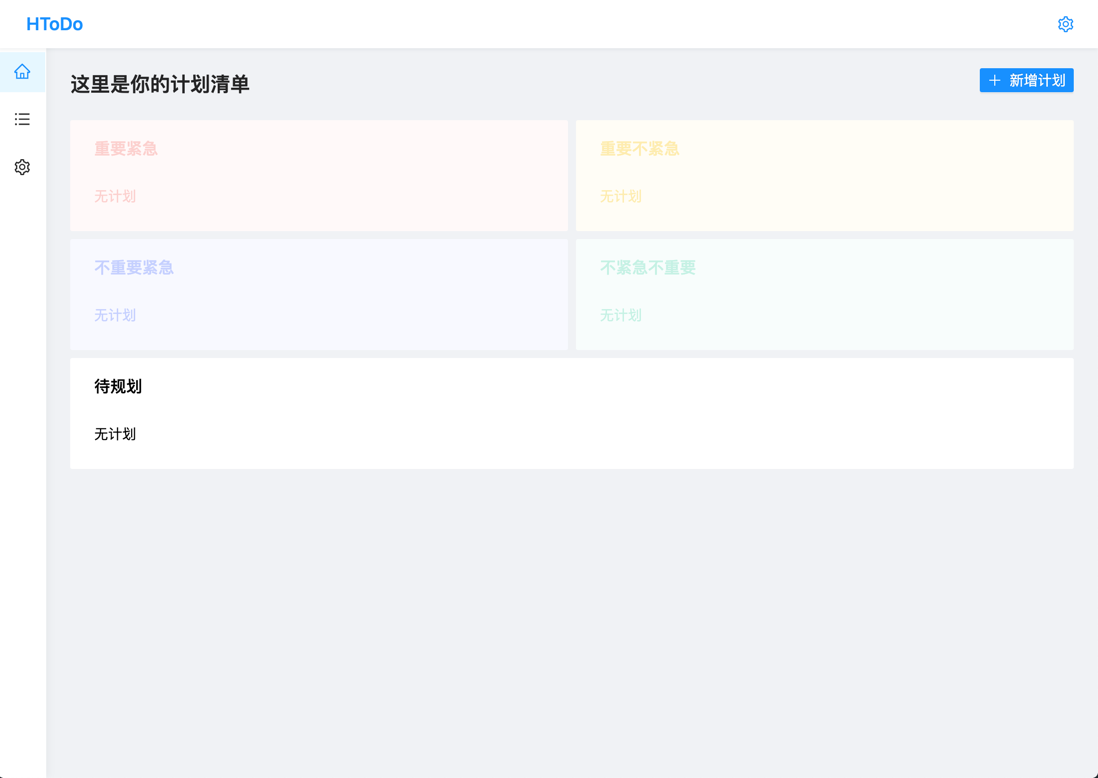 HToDo
这里是你的计划清单
新增计划
重要紧急
无计划
重要不紧急
无计划
不重要紧急
无计划
不紧急不重要
无计划
待规划
无计划